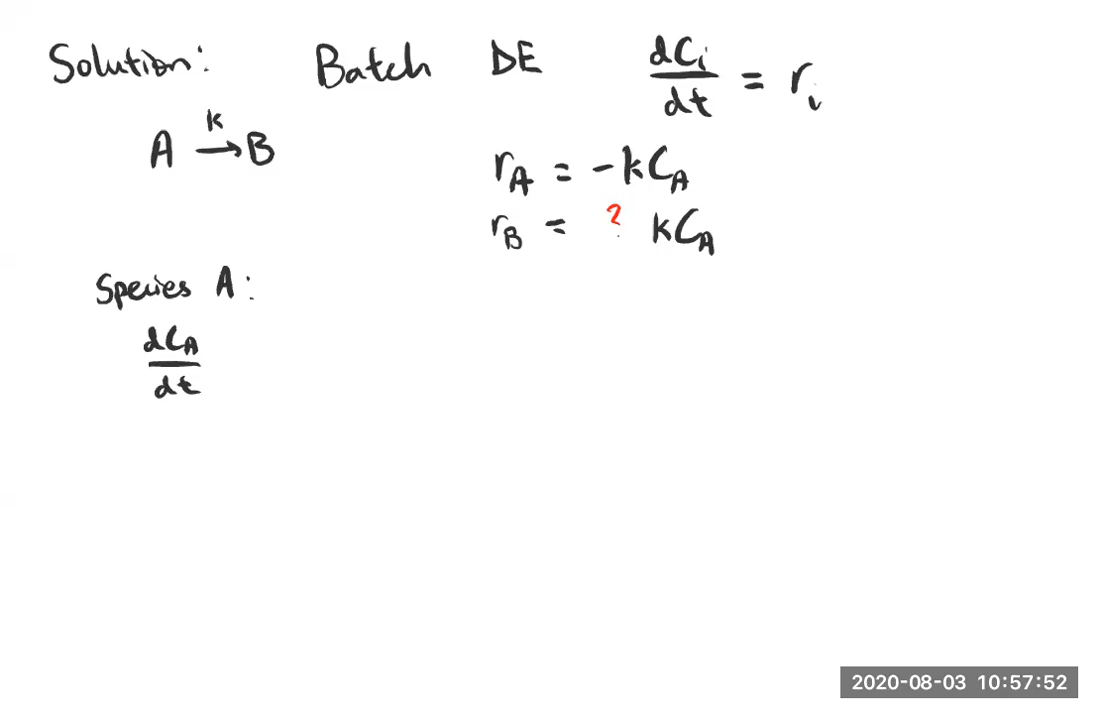 Solution: Batch DE dCi/dt = ri
A →k B
rA = -kCA
rB = ? kCA
Species A:
dCA/dt
2020-08-03 10:57:52